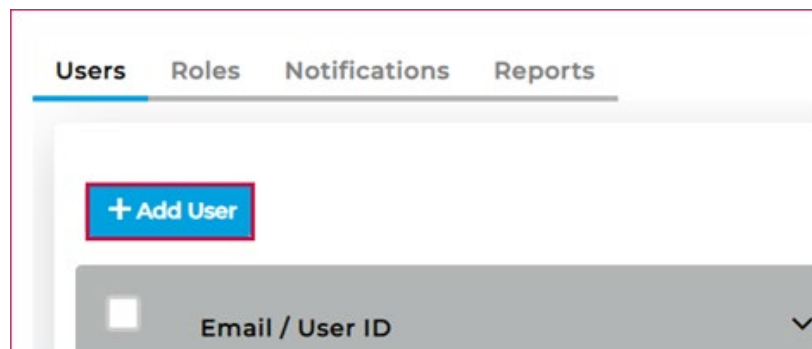 Users Roles Notifications Reports
+ Add User
Email / User ID